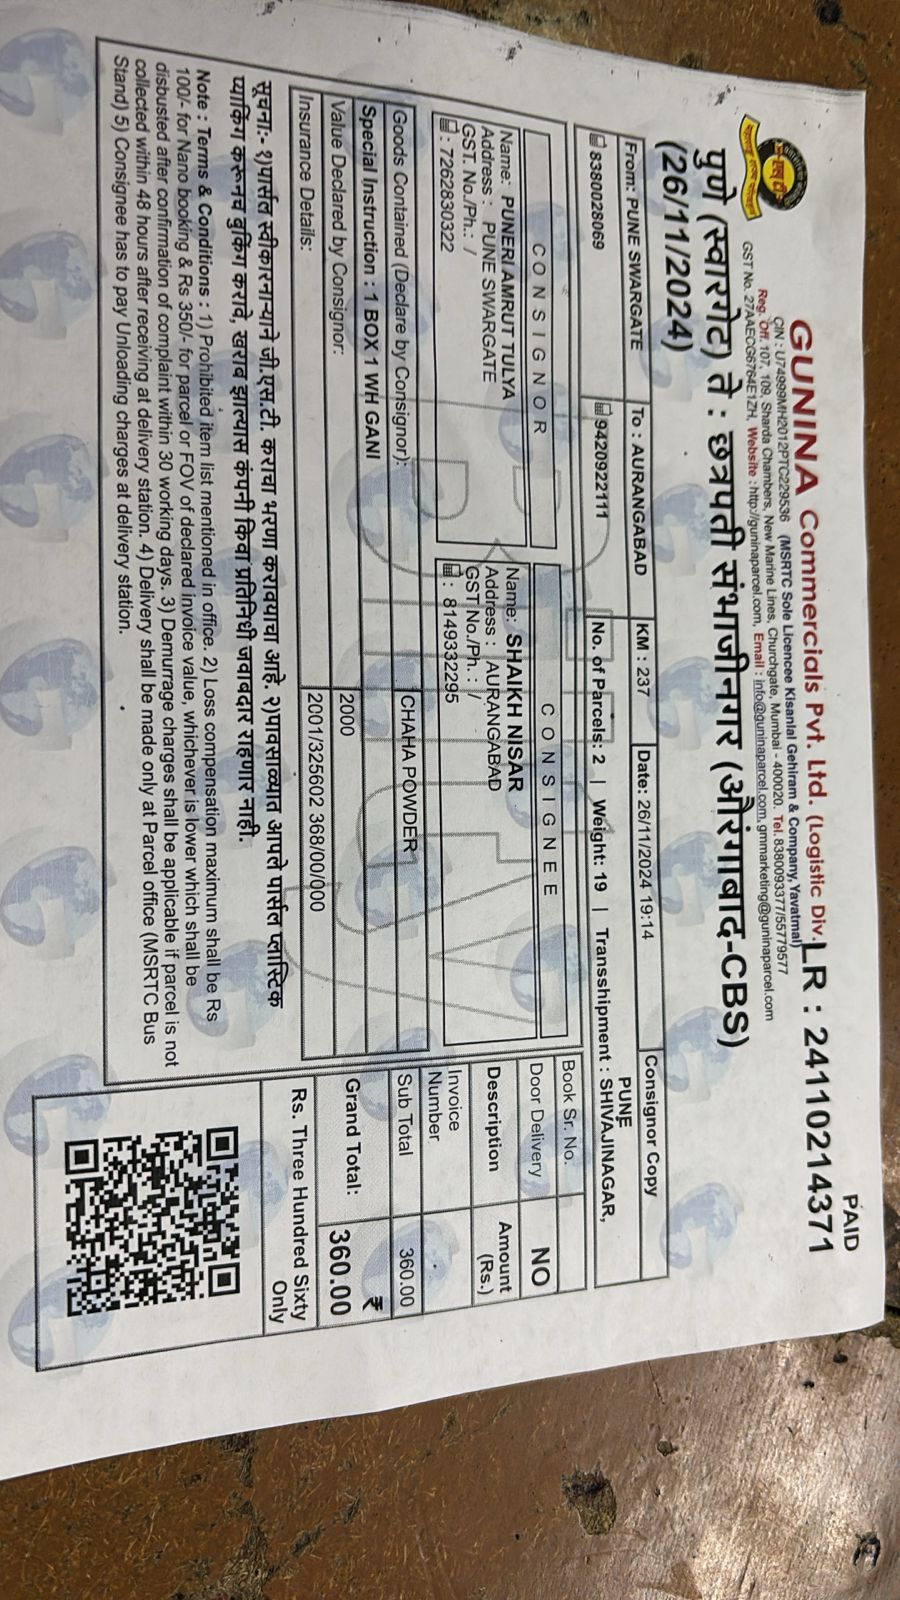 PAID
GUNINA Commercials Pvt. Ltd. (Logistic Div.)
LR : 24110214371
CIN : U74999MH2012PTC229536 (MSRTC Sole Licencee Kisanlal Gehiram & Company, Yavatmal)
Reg. Off. 107, 109, Sharda Chambers, New Marine Lines, Churchgate, Mumbai - 400020. Tel. 8380093377/55779577
GST No. 27AAECG6764E1ZH, Website : http://guninaparcel.com, Email : info@guninaparcel.com, gmmarketing@guninaparcel.com
पुणे (स्वारगेट) ते : छत्रपती संभाजीनगर (औरंगाबाद-CBS)
(26/11/2024)
Consignor Copy
From: PUNE SWARGATE To : AURANGABAD KM : 237 Date: 26/11/2024 19:14
8380028069 9420922111 No. of Parcels: 2 | Weight: 19 | Transshipment : SHIVAJINAGAR, PUNE
CONSIGNOR
Name: PUNERI AMRUT TULYA
Address : PUNE SWARGATE
GST. No./Ph. : /
: 7262830322
CONSIGNEE
Name: SHAIKH NISAR
Address : AURANGABAD
GST No./Ph. : /
: 8149332295
Goods Contained (Declare by Consignor): CHAHA POWDER
Special Instruction : 1 BOX 1 WH GANI
Value Declared by Consignor: 2000
Insurance Details: 2001/325602 368/00/000
Book Sr. No.
Door Delivery NO
Description Amount (Rs.)
Invoice Number
Sub Total 360.00
Grand Total: ₹ 360.00
Rs. Three Hundred Sixty Only
सूचना:- १)पार्सल स्वीकारना-याने जी.एस.टी. कराचा भरणा करावयाचा आहे. २)पावसाळ्यात आपले पार्सल प्लास्टिक
पॅकिंग करूनच बुकिंग करावे, खराब झाल्यास कंपनी किंवा प्रतिनिधी जवाबदार राहणार नाही.
Note : Terms & Conditions : 1) Prohibited item list mentioned in office. 2) Loss compensation maximum shall be Rs
100/- for Nano booking & Rs 350/- for parcel or FOV of declared invoice value, whichever is lower which shall be
disbusted after confirmation of complaint within 30 working days. 3) Demurrage charges shall be applicable if parcel is not
collected within 48 hours after receiving at delivery station. 4) Delivery shall be made only at Parcel office (MSRTC Bus
Stand) 5) Consignee has to pay Unloading charges at delivery station.